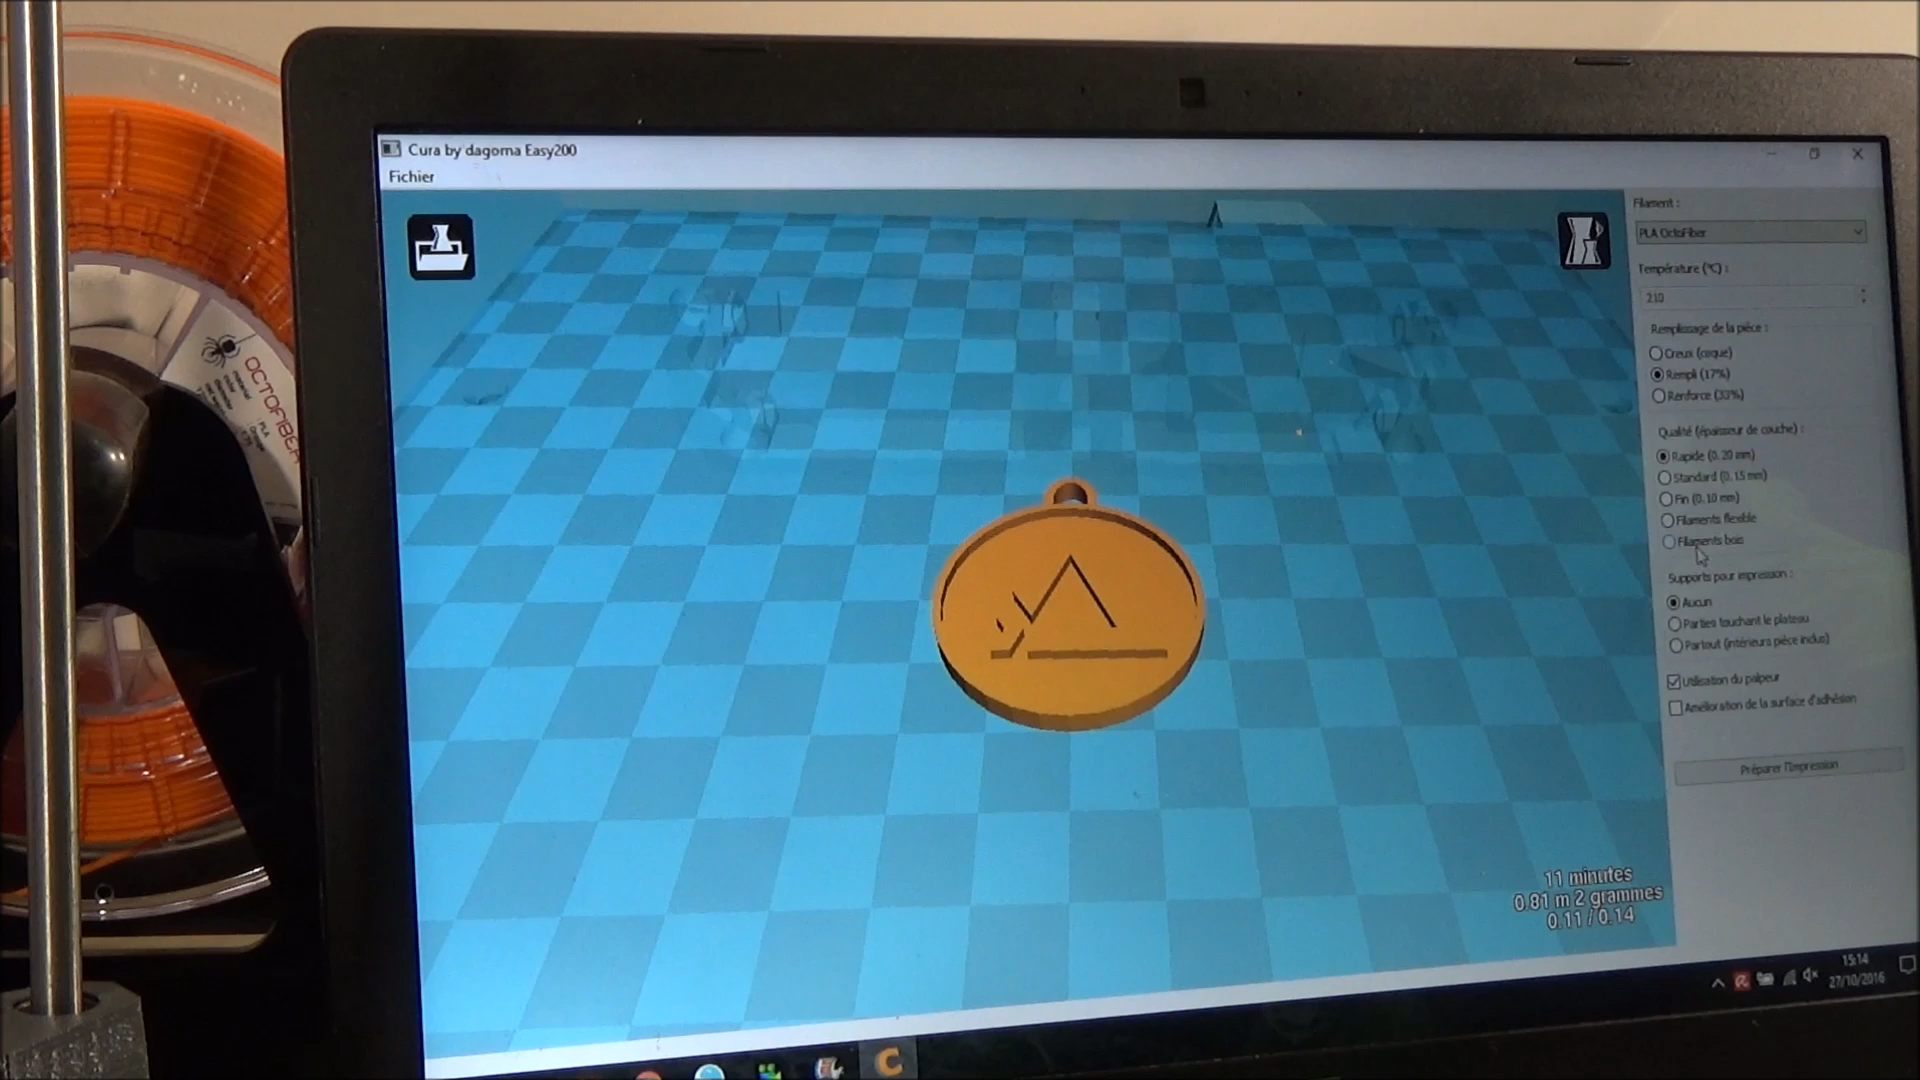 Cura by dagoma Easy200
Fichier
Filament :
PLA OctoFiber
Température (°C) :
210
Remplissage de la pièce :
Creux (coque)
Rempli (17%)
Renforce (33%)
Qualité (épaisseur de couche) :
Rapide (0.20 mm)
Standard (0.15 mm)
Fin (0.10 mm)
Filaments flexible
Filaments bois
Supports pour impression :
Aucun
Parties touchant le plateau
Partout (intérieurs pièce inclus)
Utilisation du palpeur
Amélioration de la surface d'adhésion
Préparer l'Impression
11 minutes
0.81 m 2 grammes
0.11 / 0.14
15:14
27/10/2016
OCTOFIBER
PLA
Orange